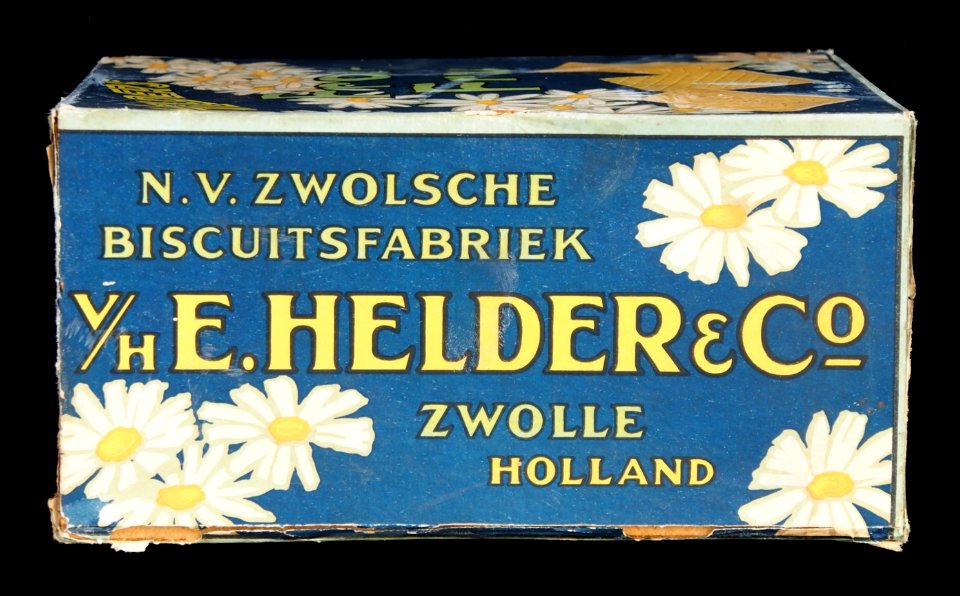 N.V. ZWOLSCHE
BISCUITSFABRIEK
V/H E. HELDER & Co
ZWOLLE
HOLLAND